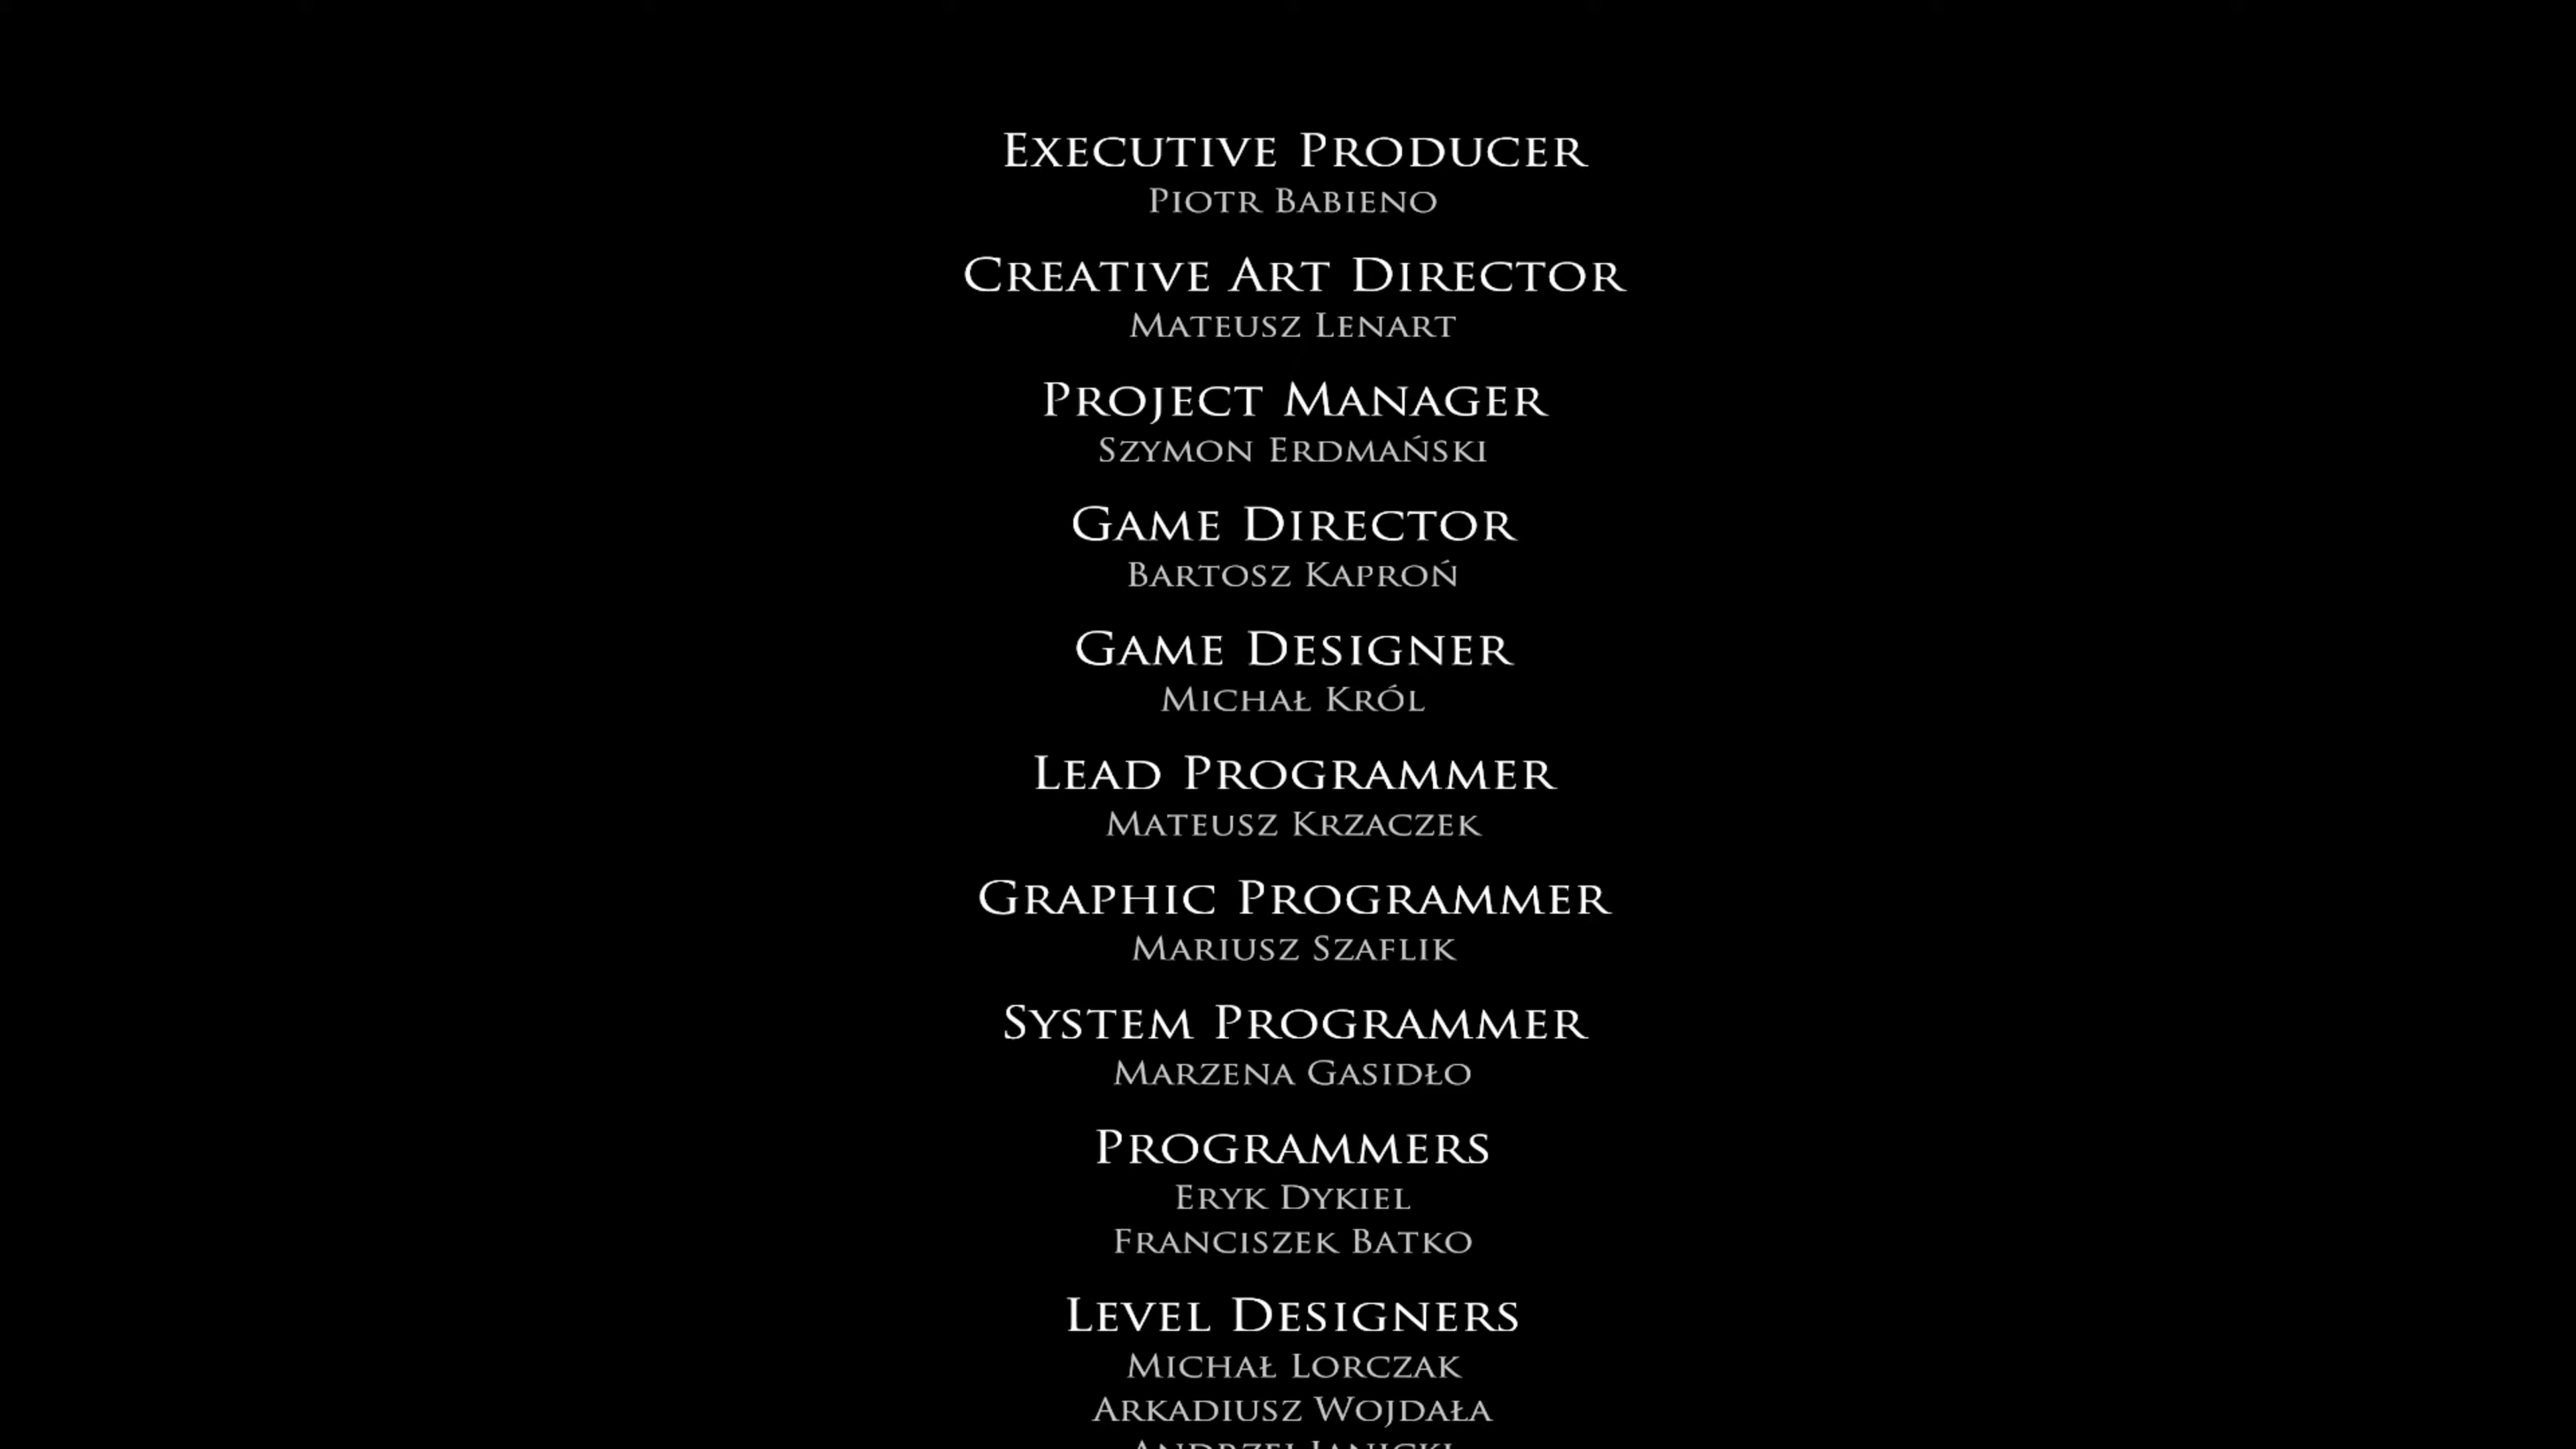 Executive Producer
Piotr Babieno
Creative Art Director
Mateusz Lenart
Project Manager
Szymon Erdmański
Game Director
Bartosz Kaproń
Game Designer
Michał Król
Lead Programmer
Mateusz Krzaczek
Graphic Programmer
Mariusz Szaflik
System Programmer
Marzena Gasidło
Programmers
Eryk Dykiel
Franciszek Batko
Level Designers
Michał Lorczak
Arkadiusz Wojdała
Andrzej Janicki